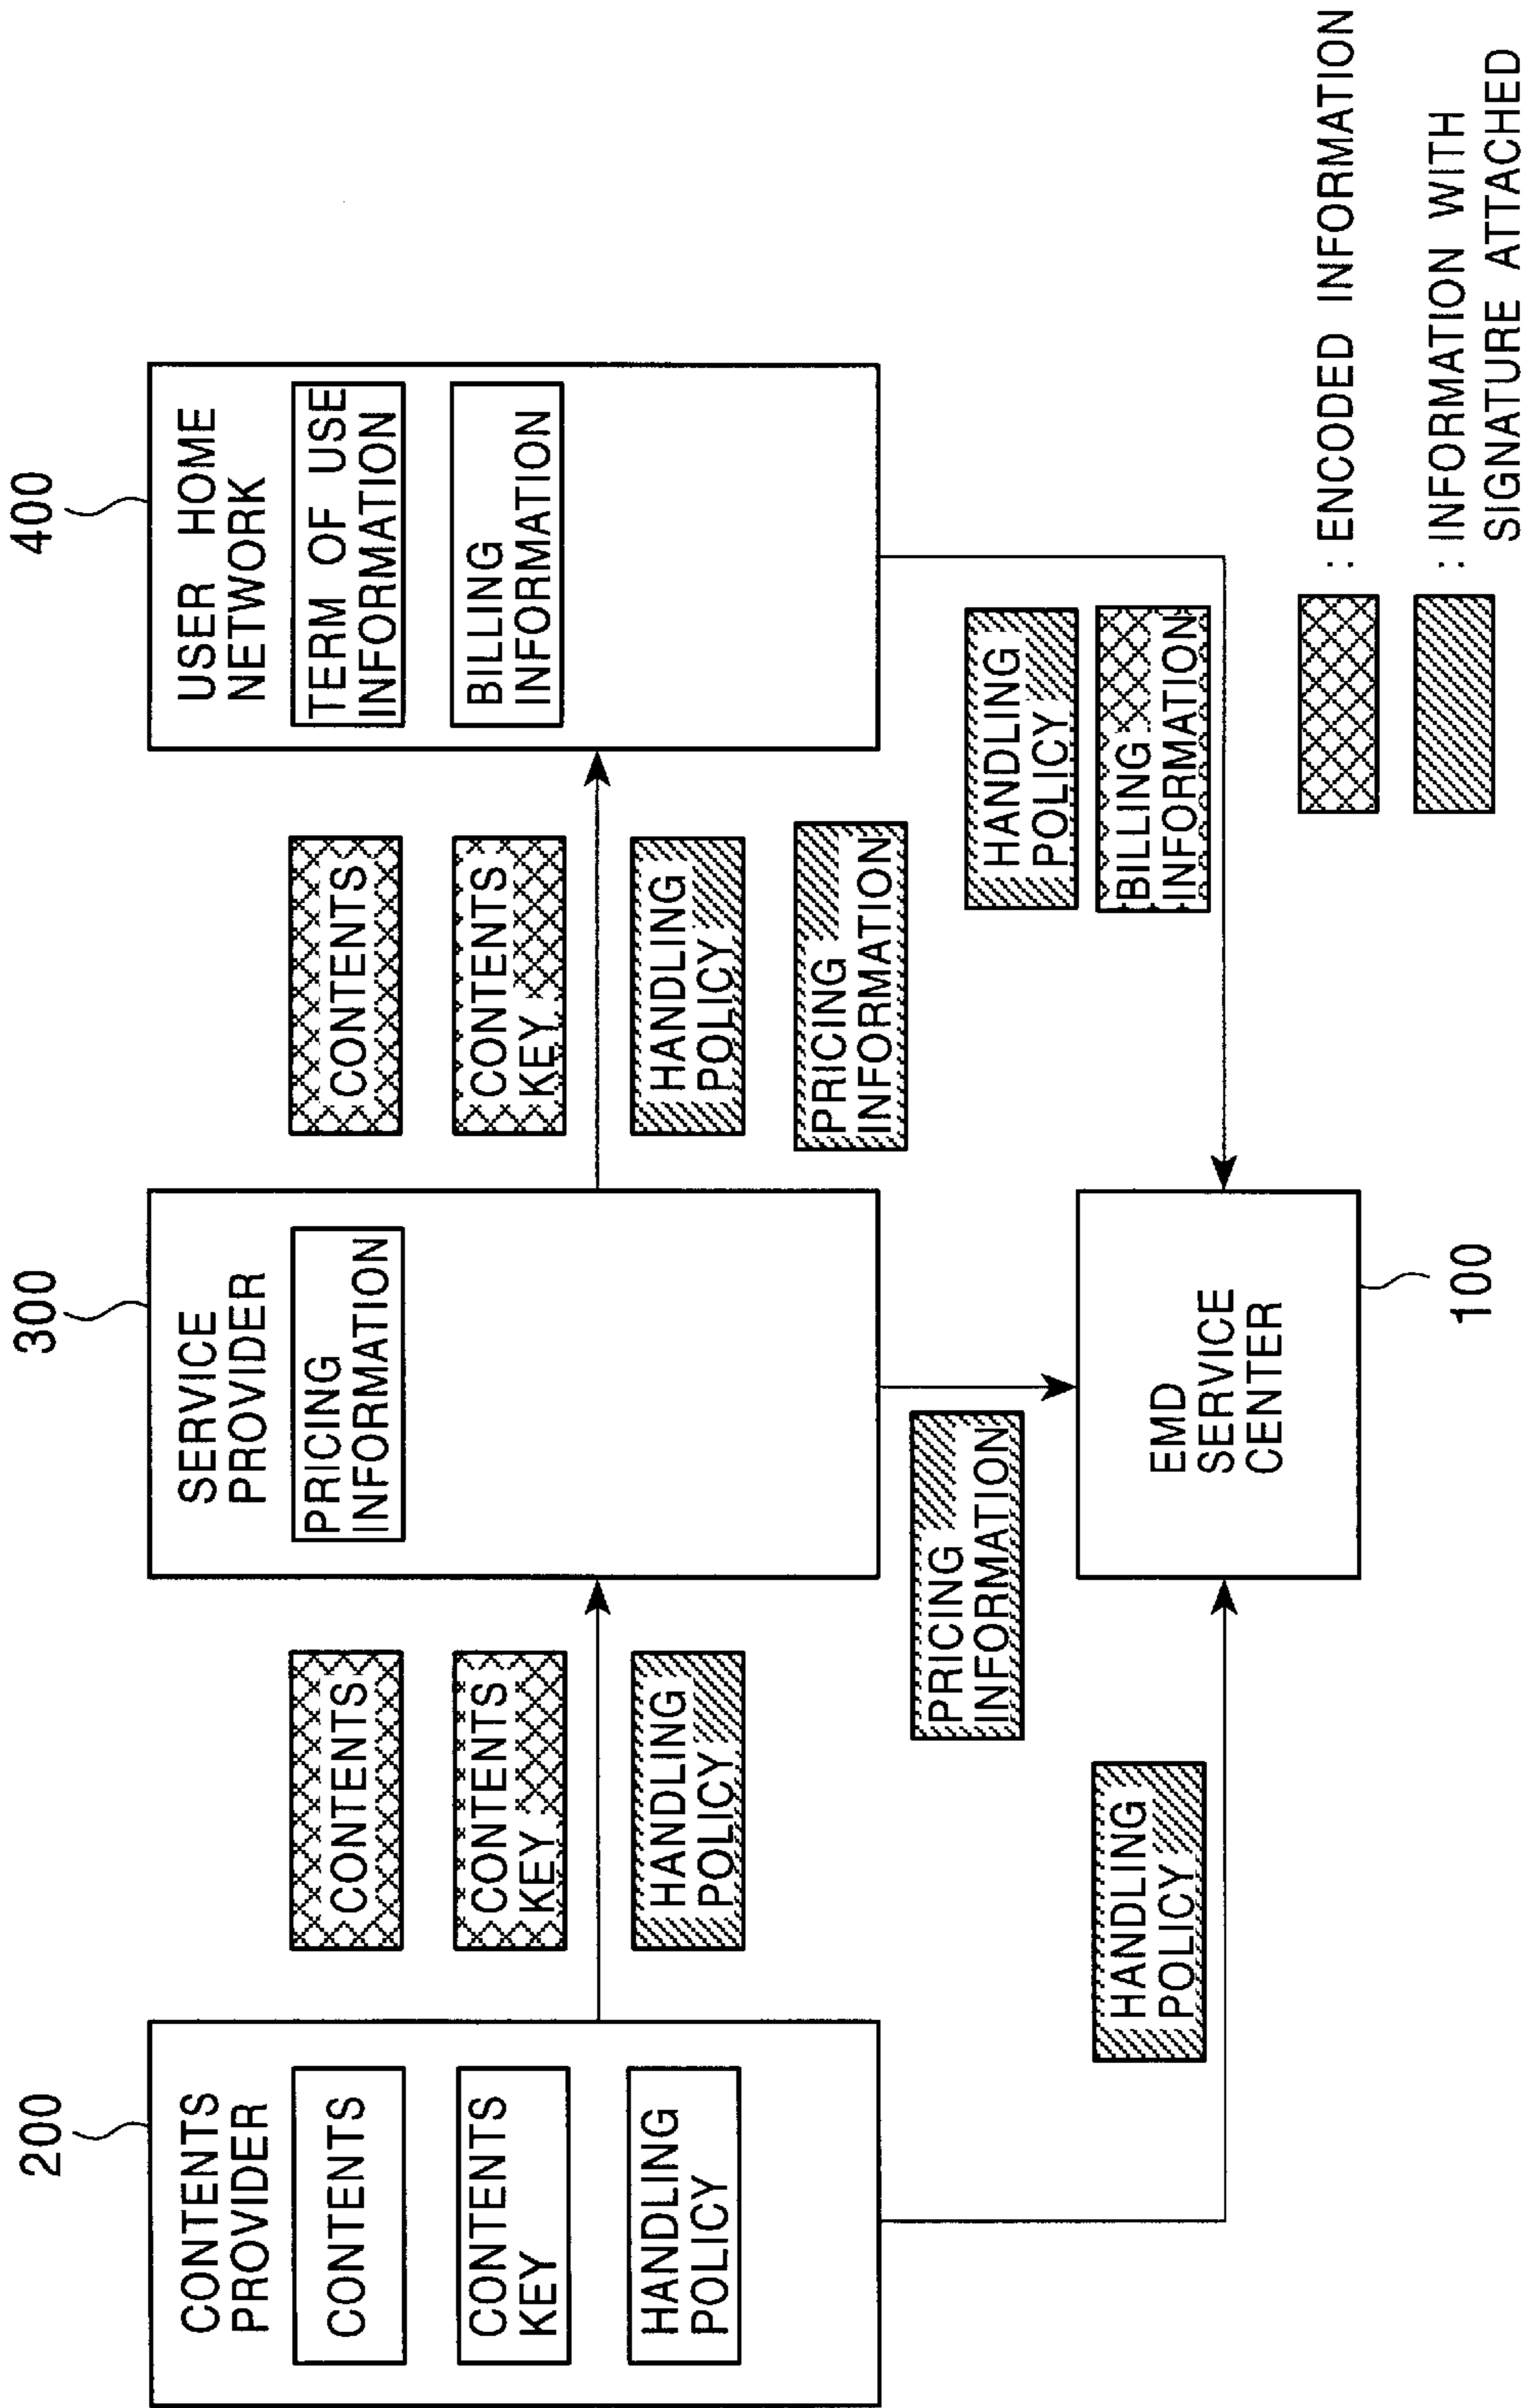 200
CONTENTS
PROVIDER
CONTENTS
CONTENTS
KEY
HANDLING
POLICY
CONTENTS
CONTENTS
KEY
HANDLING
POLICY
300
SERVICE
PROVIDER
PRICING
INFORMATION
CONTENTS
CONTENTS
KEY
HANDLING
POLICY
PRICING
INFORMATION
400
USER HOME
NETWORK
TERM OF USE
INFORMATION
BILLING
INFORMATION
HANDLING
POLICY
PRICING
INFORMATION
HANDLING
POLICY
BILLING
INFORMATION
EMD
SERVICE
CENTER
100
: ENCODED INFORMATION
: INFORMATION WITH
SIGNATURE ATTACHED